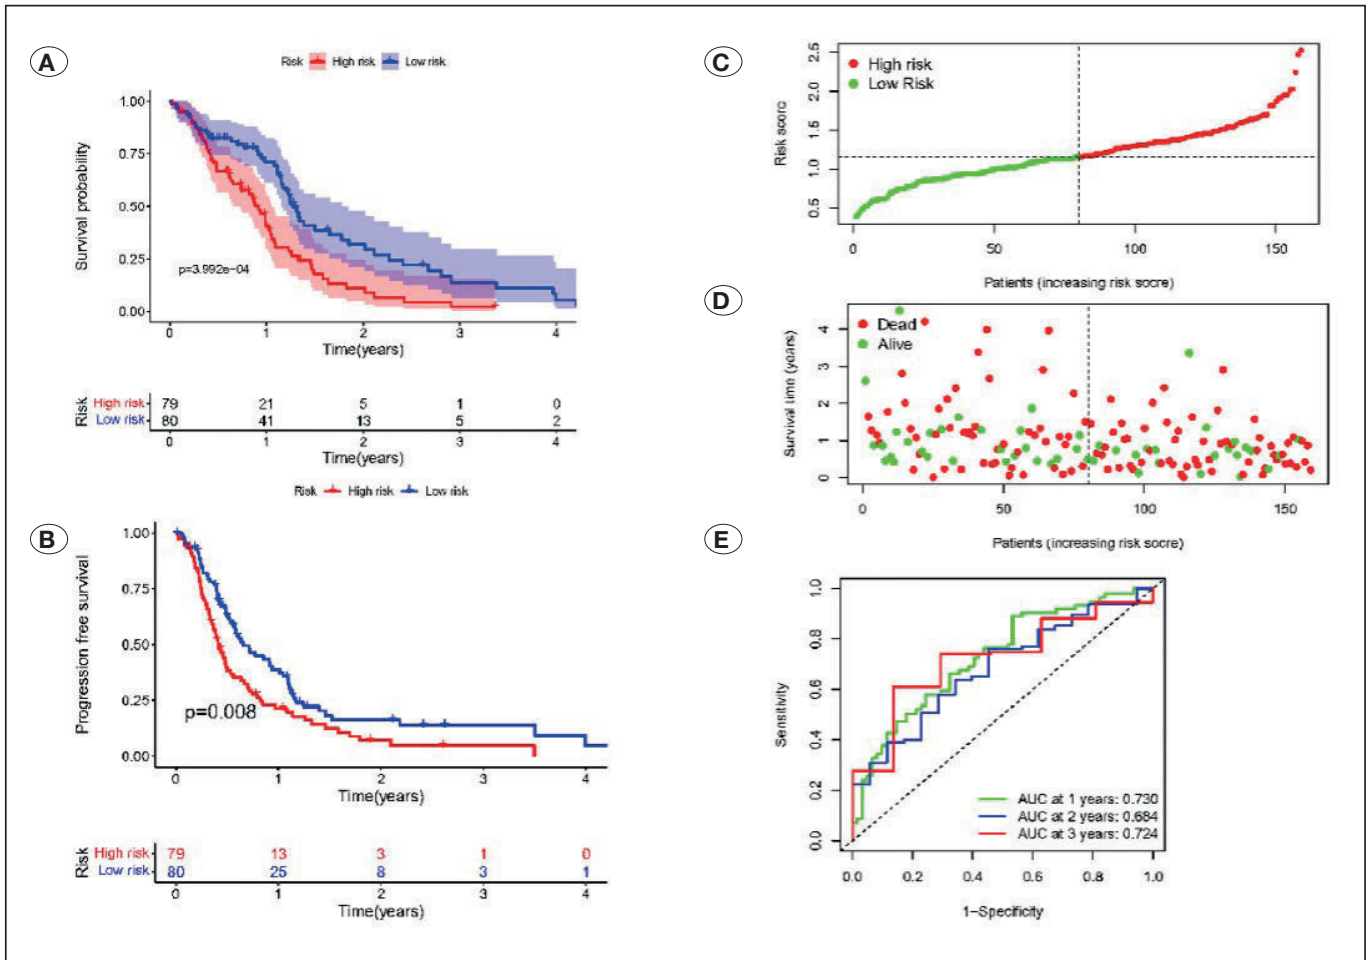 A
Risk High risk Low risk
Survival probability
1.00
0.75
0.50
0.25
0.00
p=3.992e−04
0 1 2 3 4
Time(years)
Risk
High risk 79 21 5 1 0
Low risk 80 41 13 5 2
0 1 2 3 4
Time(years)
B
Risk High risk Low risk
Progression free survival
1.00
0.75
0.50
0.25
0.00
p=0.008
0 1 2 3 4
Time(years)
Risk
High risk 79 13 3 1 0
Low risk 80 25 8 3 1
0 1 2 3 4
Time(years)
C
Risk score
2.5
2.0
1.5
1.0
0.5
High risk
Low Risk
0 50 100 150
Patients (increasing risk socre)
D
Survival time (years)
4
3
2
1
0
Dead
Alive
0 50 100 150
Patients (increasing risk socre)
E
Sensitivity
1.0
0.8
0.6
0.4
0.2
0.0
AUC at 1 years: 0.730
AUC at 2 years: 0.684
AUC at 3 years: 0.724
0.0 0.2 0.4 0.6 0.8 1.0
1−Specificity